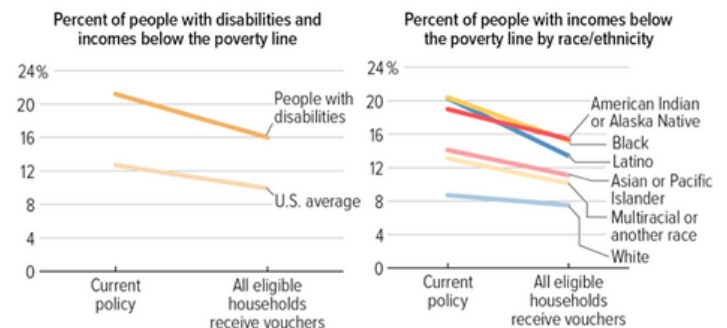 Percent of people with disabilities and
incomes below the poverty line
24%
20
16
12
8
4
0
People with
disabilities
U.S. average
Current
policy
All eligible
households
receive vouchers
Percent of people with incomes below
the poverty line by race/ethnicity
24%
20
16
12
8
4
0
American Indian
or Alaska Native
Black
Latino
Asian or Pacific
Islander
Multiracial or
another race
White
Current
policy
All eligible
households
receive vouchers